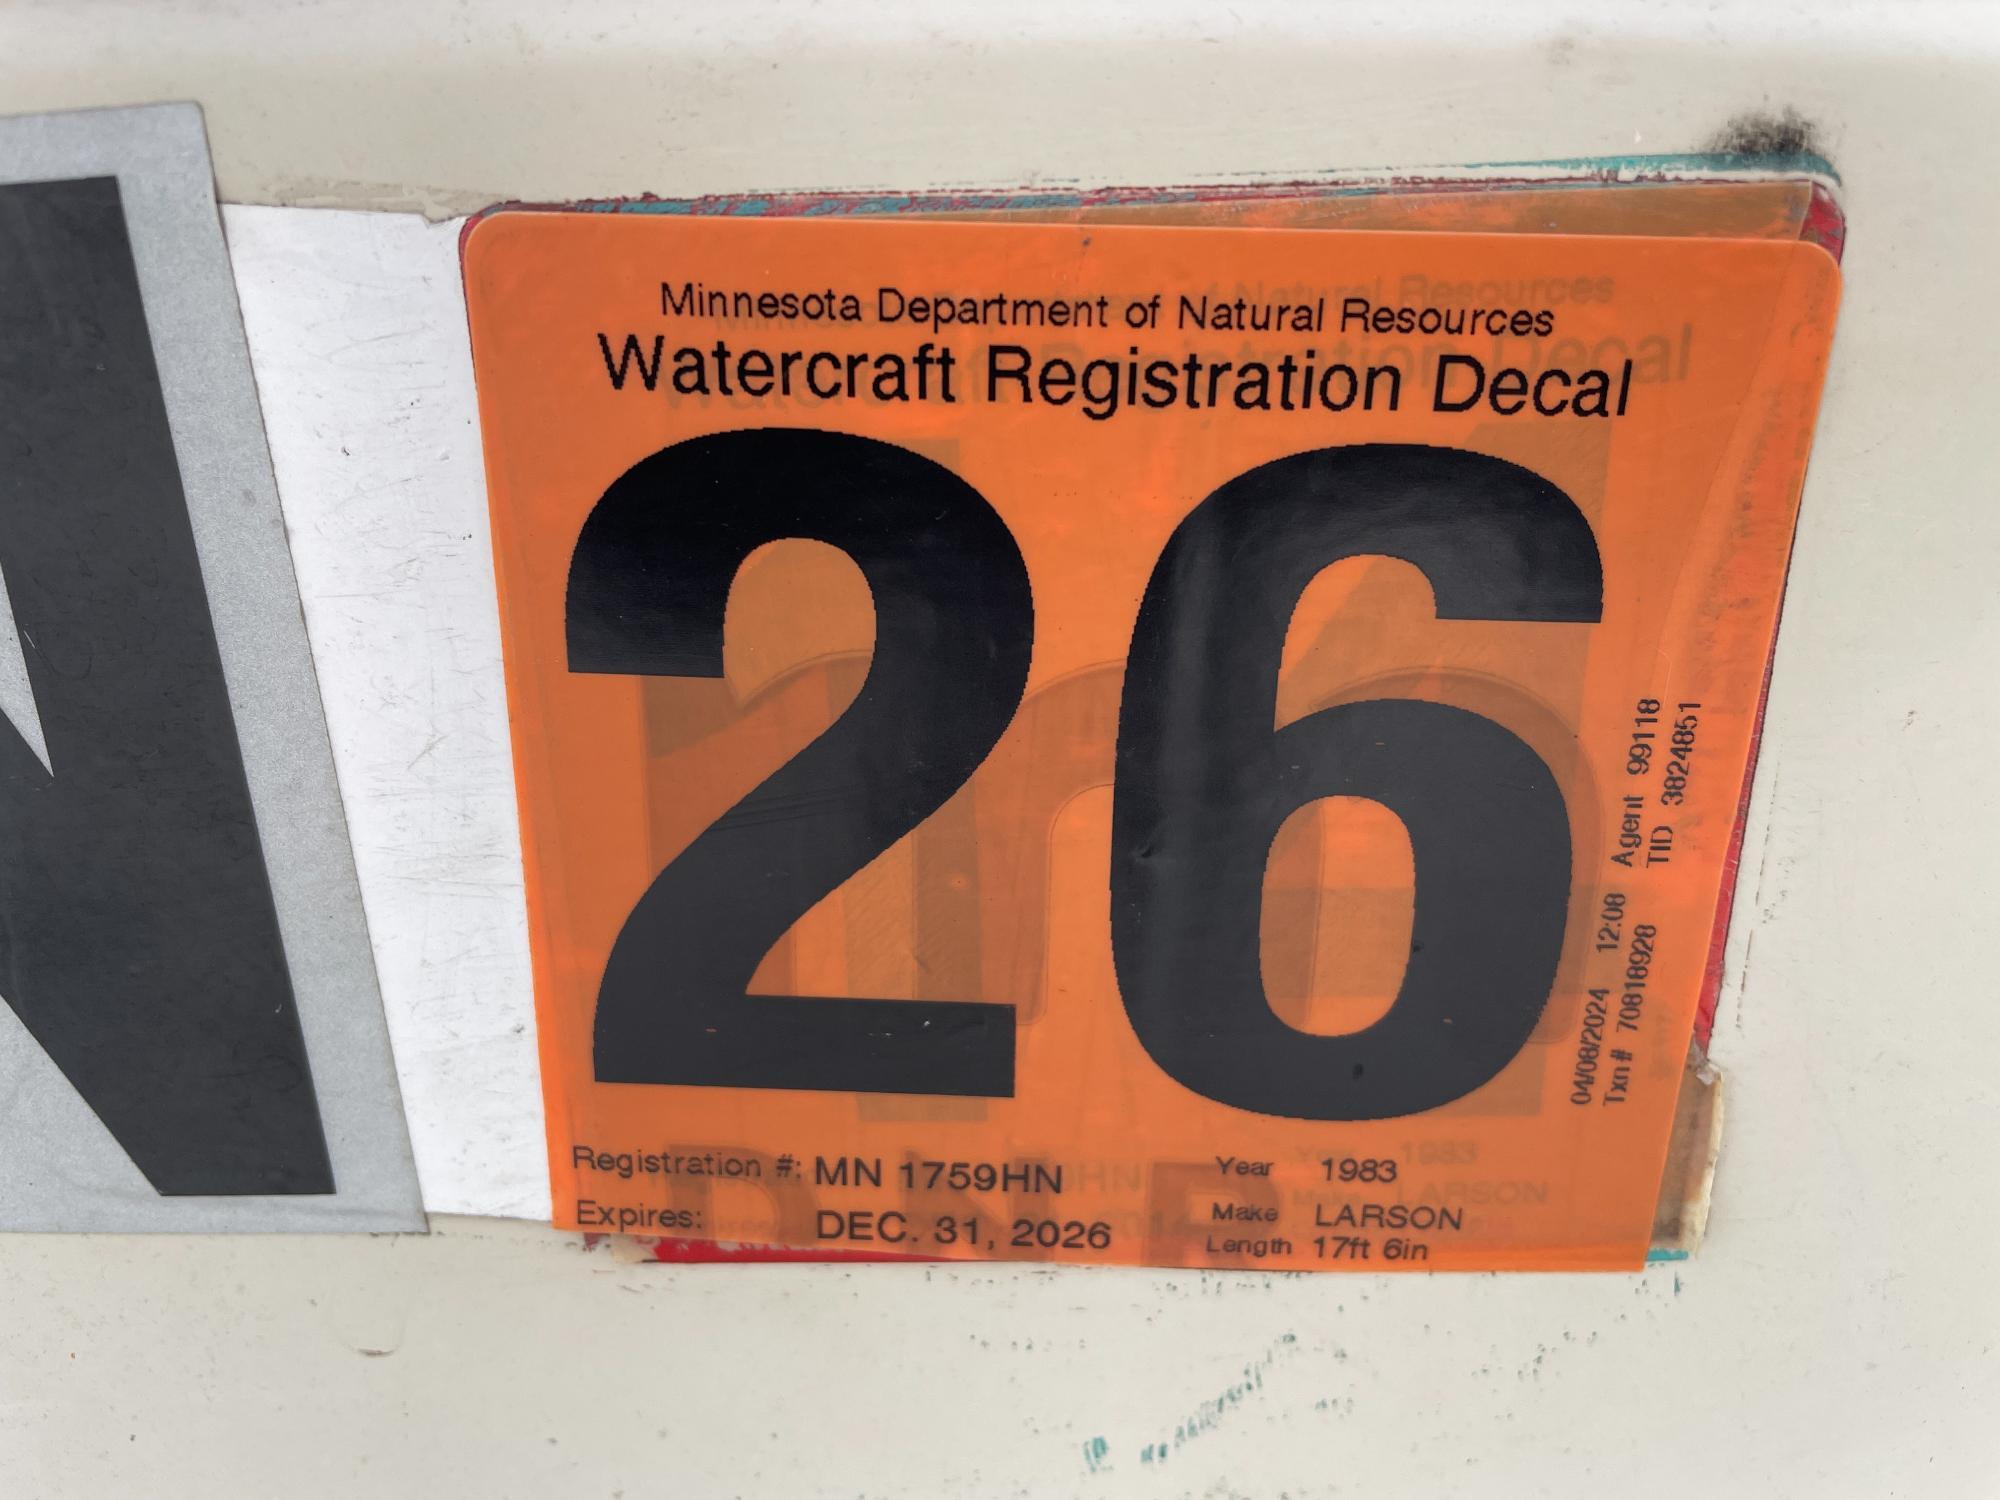 Minnesota Department of Natural Resources
Watercraft Registration Decal
26
04/08/2024 12:08 Agent 99118
Txn# 70818928 TID 3824851
Registration #: MN 1759HN
Expires: DEC. 31, 2026
Year 1983
Make LARSON
Length 17ft 6in